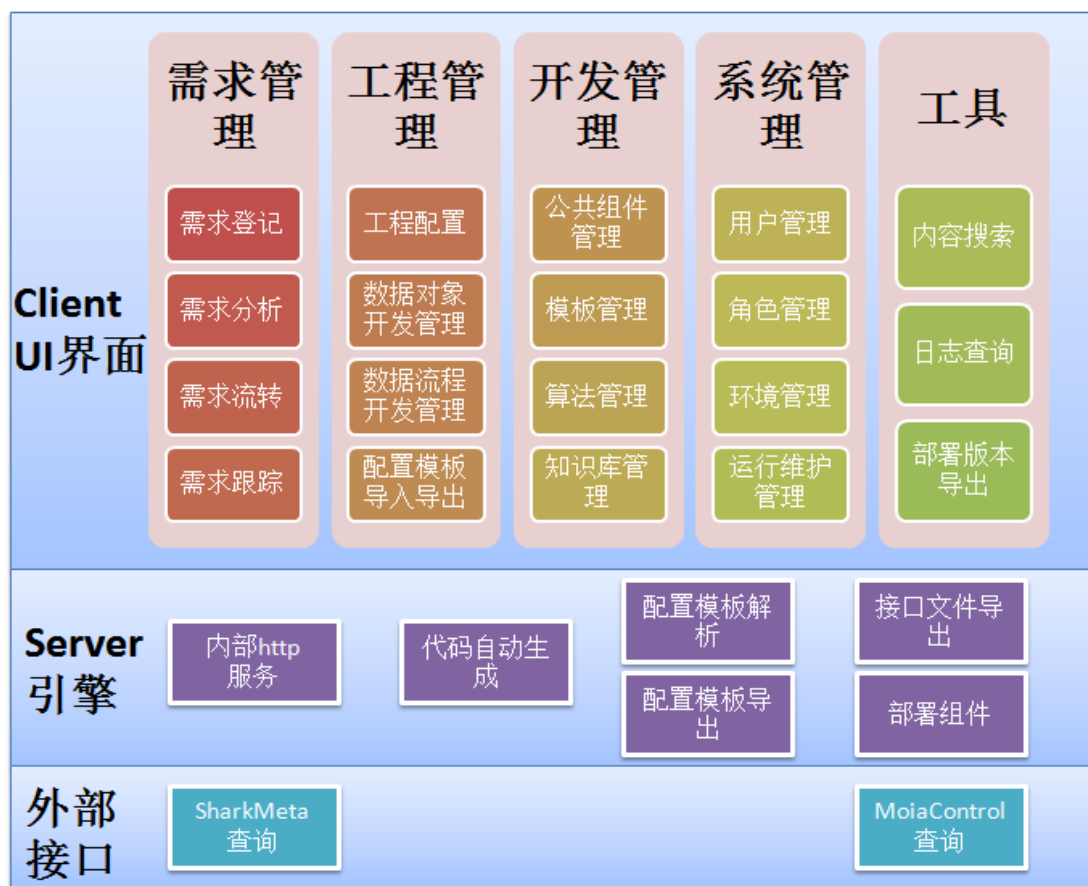 需求管
理
工程管
理
开发管
理
系统管
理
工具
Client
UI界面
需求登记
需求分析
需求流转
需求跟踪
工程配置
数据对象
开发管理
数据流程
开发管理
配置模板
导入导出
公共组件
管理
模板管理
算法管理
知识库管
理
用户管理
角色管理
环境管理
运行维护
管理
内容搜索
日志查询
部署版本
导出
Server
引擎
内部http
服务
代码自动生
成
配置模板解
析
配置模板导
出
接口文件导
出
部署组件
外部
接口
SharkMeta
查询
MoiaControl
查询